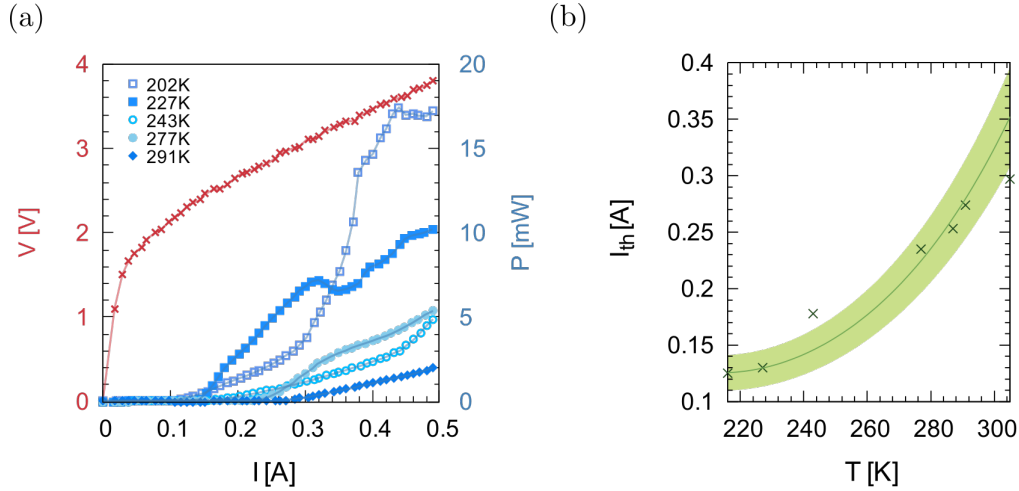 (a)
(b)
4
3
2
1
0
V [V]
202K
227K
243K
277K
291K
20
15
10
5
0
P [mW]
0 0.1 0.2 0.3 0.4 0.5
I [A]
0.4
0.35
0.3
0.25
0.2
0.15
0.1
I_th [A]
220 240 260 280 300
T [K]